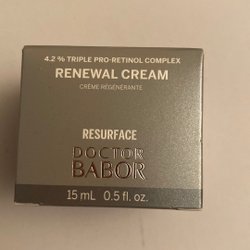 4.2 % TRIPLE PRO-RETINOL COMPLEX
RENEWAL CREAM
CRÈME RÉGÉNÉRANTE
RESURFACE
DOCTOR
BABOR
15 mL 0.5 fl. oz.